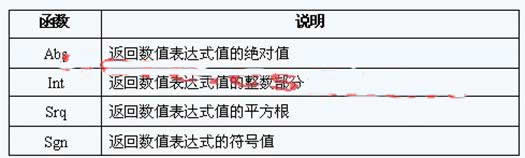 函数 说明
Abs 返回数值表达式值的绝对值
Int 返回数值表达式值的整数部分
Srq 返回数值表达式值的平方根
Sgn 返回数值表达式的符号值